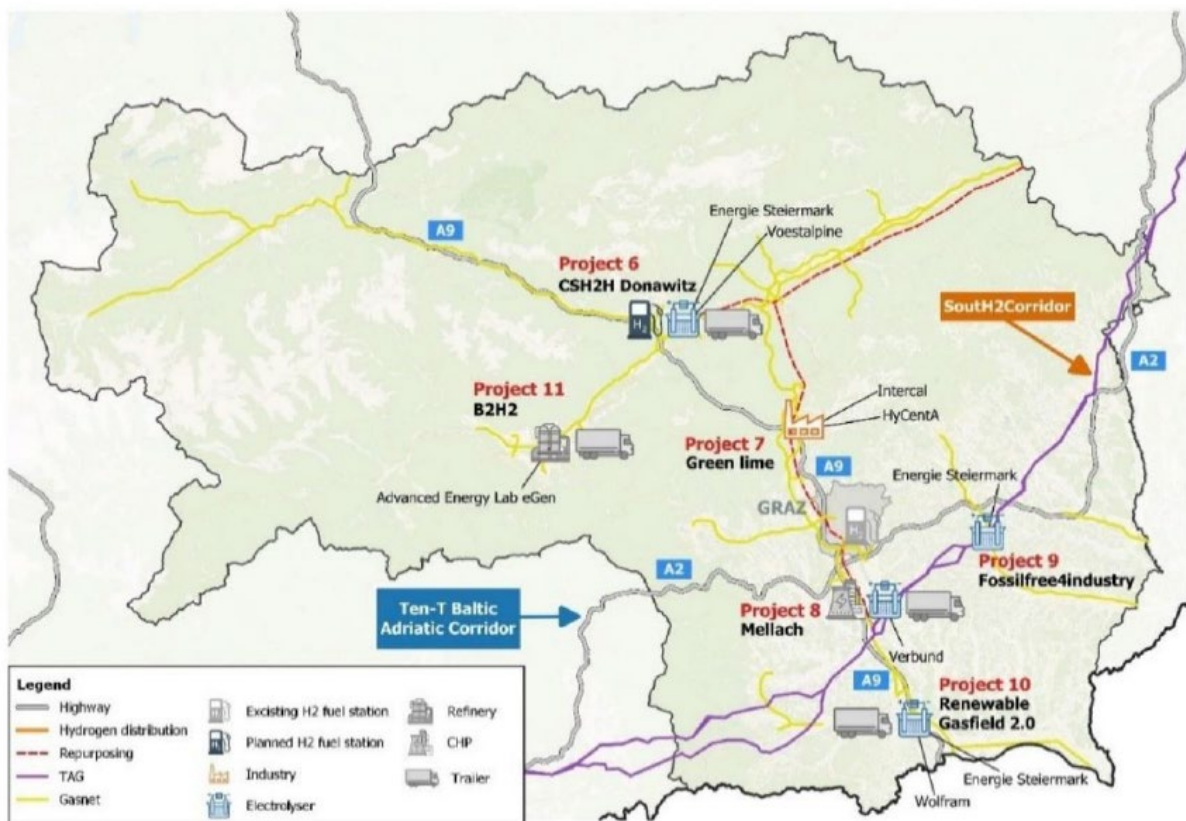 A9
Energie Steiermark
Voestalpine
Project 6
CSH2H Donawitz
H2
SoutH2Corridor
A2
Project 11
B2H2
Intercal
HyCentA
Project 7
Green lime
A9
Advanced Energy Lab eGen
Energie Steiermark
GRAZ
H2
Project 9
Fossilfree4industry
A2
Ten-T Baltic
Adriatic Corridor
Project 8
Mellach
Verbund
A9
Project 10
Renewable
Gasfield 2.0
Energie Steiermark
Wolfram
Legend
Highway
Hydrogen distribution
Repurposing
TAG
Gasnet
Excisting H2 fuel station
Planned H2 fuel station
Industry
Electrolyser
Refinery
CHP
Trailer